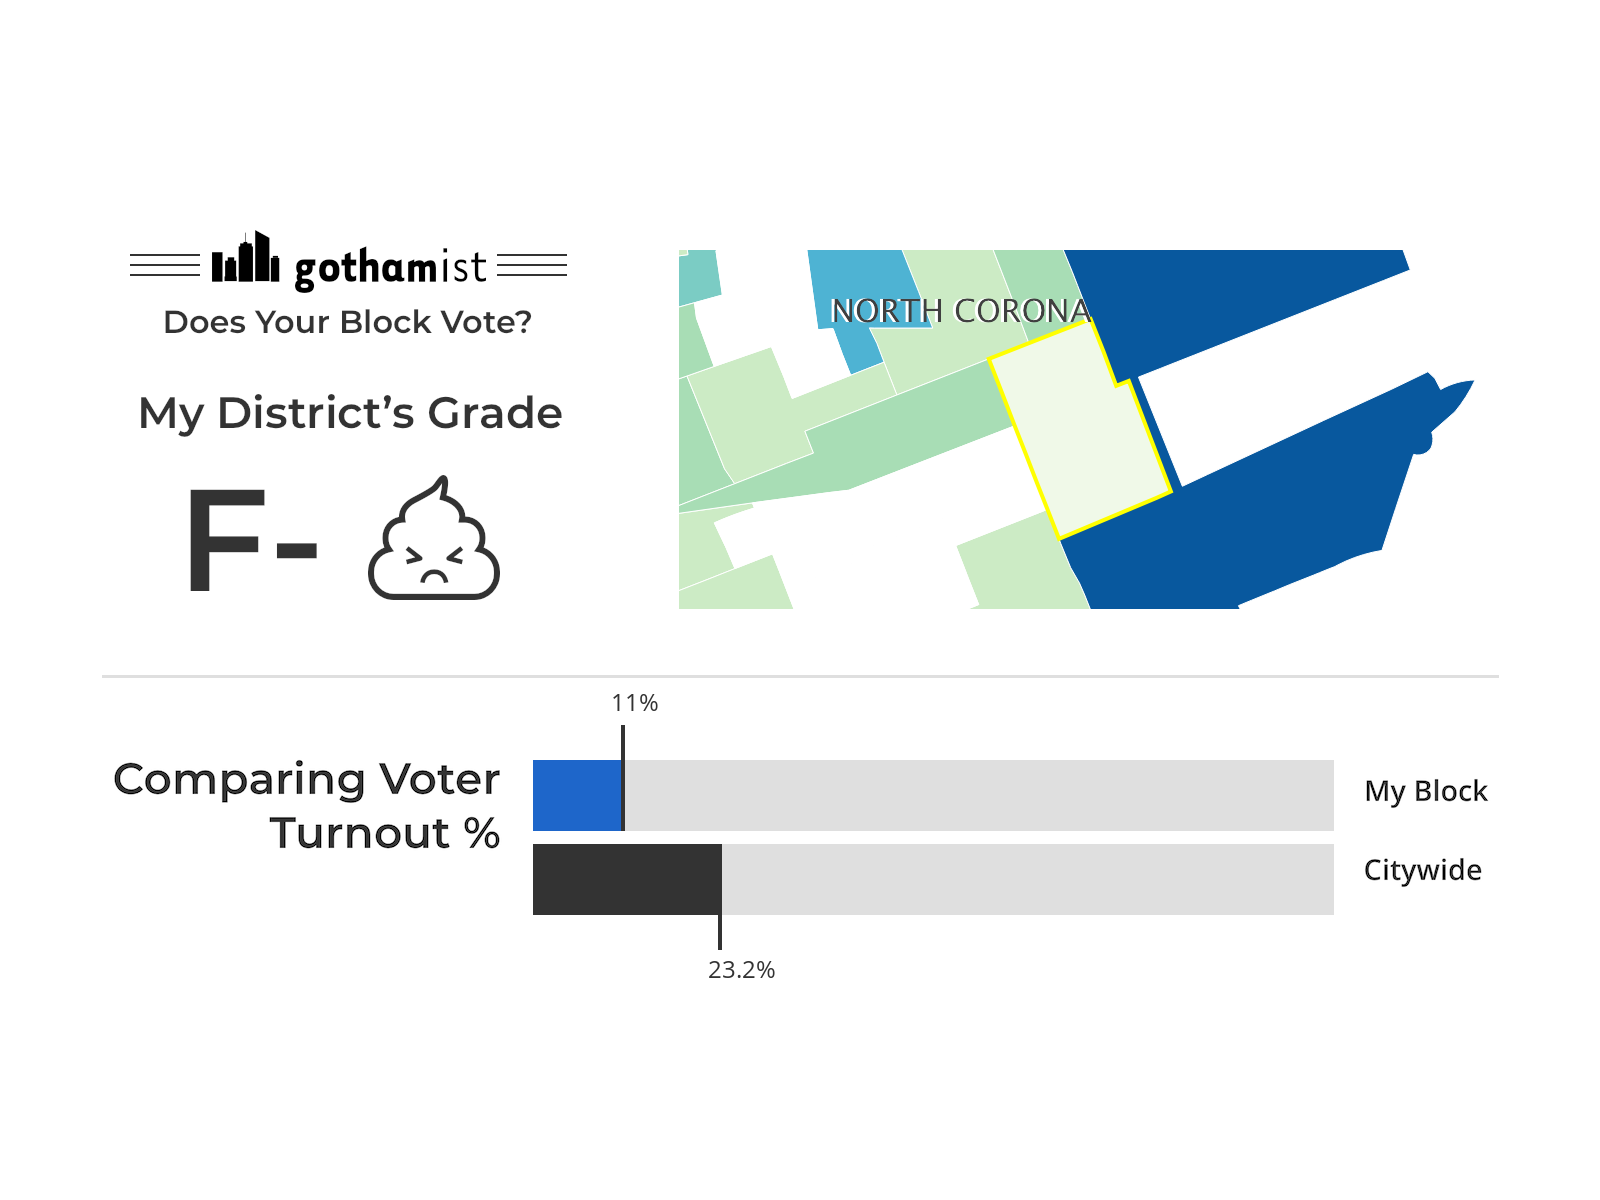 gothamist
Does Your Block Vote?
My District’s Grade
F-
NORTH CORONA
11%
Comparing Voter
Turnout %
My Block
Citywide
23.2%